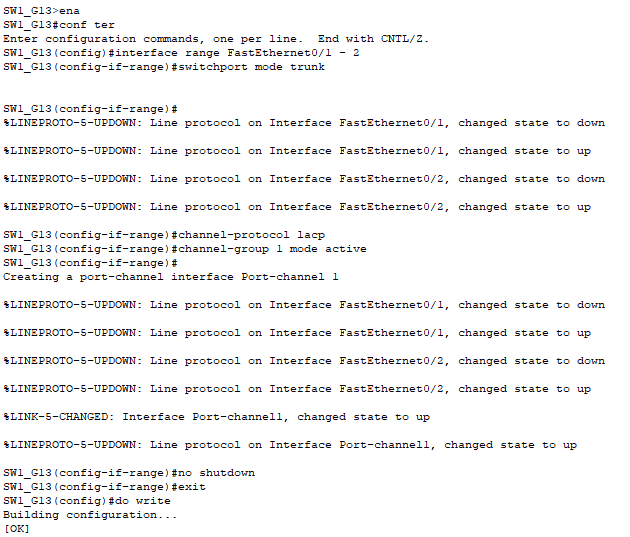 SW1_G13>ena
SW1_G13#conf ter
Enter configuration commands, one per line.  End with CNTL/Z.
SW1_G13(config)#interface range FastEthernet0/1 - 2
SW1_G13(config-if-range)#switchport mode trunk
SW1_G13(config-if-range)#
%LINEPROTO-5-UPDOWN: Line protocol on Interface FastEthernet0/1, changed state to down
%LINEPROTO-5-UPDOWN: Line protocol on Interface FastEthernet0/1, changed state to up
%LINEPROTO-5-UPDOWN: Line protocol on Interface FastEthernet0/2, changed state to down
%LINEPROTO-5-UPDOWN: Line protocol on Interface FastEthernet0/2, changed state to up
SW1_G13(config-if-range)#channel-protocol lacp
SW1_G13(config-if-range)#channel-group 1 mode active
SW1_G13(config-if-range)#
Creating a port-channel interface Port-channel 1
%LINEPROTO-5-UPDOWN: Line protocol on Interface FastEthernet0/1, changed state to down
%LINEPROTO-5-UPDOWN: Line protocol on Interface FastEthernet0/1, changed state to up
%LINEPROTO-5-UPDOWN: Line protocol on Interface FastEthernet0/2, changed state to down
%LINEPROTO-5-UPDOWN: Line protocol on Interface FastEthernet0/2, changed state to up
%LINK-5-CHANGED: Interface Port-channel1, changed state to up
%LINEPROTO-5-UPDOWN: Line protocol on Interface Port-channel1, changed state to up
SW1_G13(config-if-range)#no shutdown
SW1_G13(config-if-range)#exit
SW1_G13(config)#do write
Building configuration...
[OK]